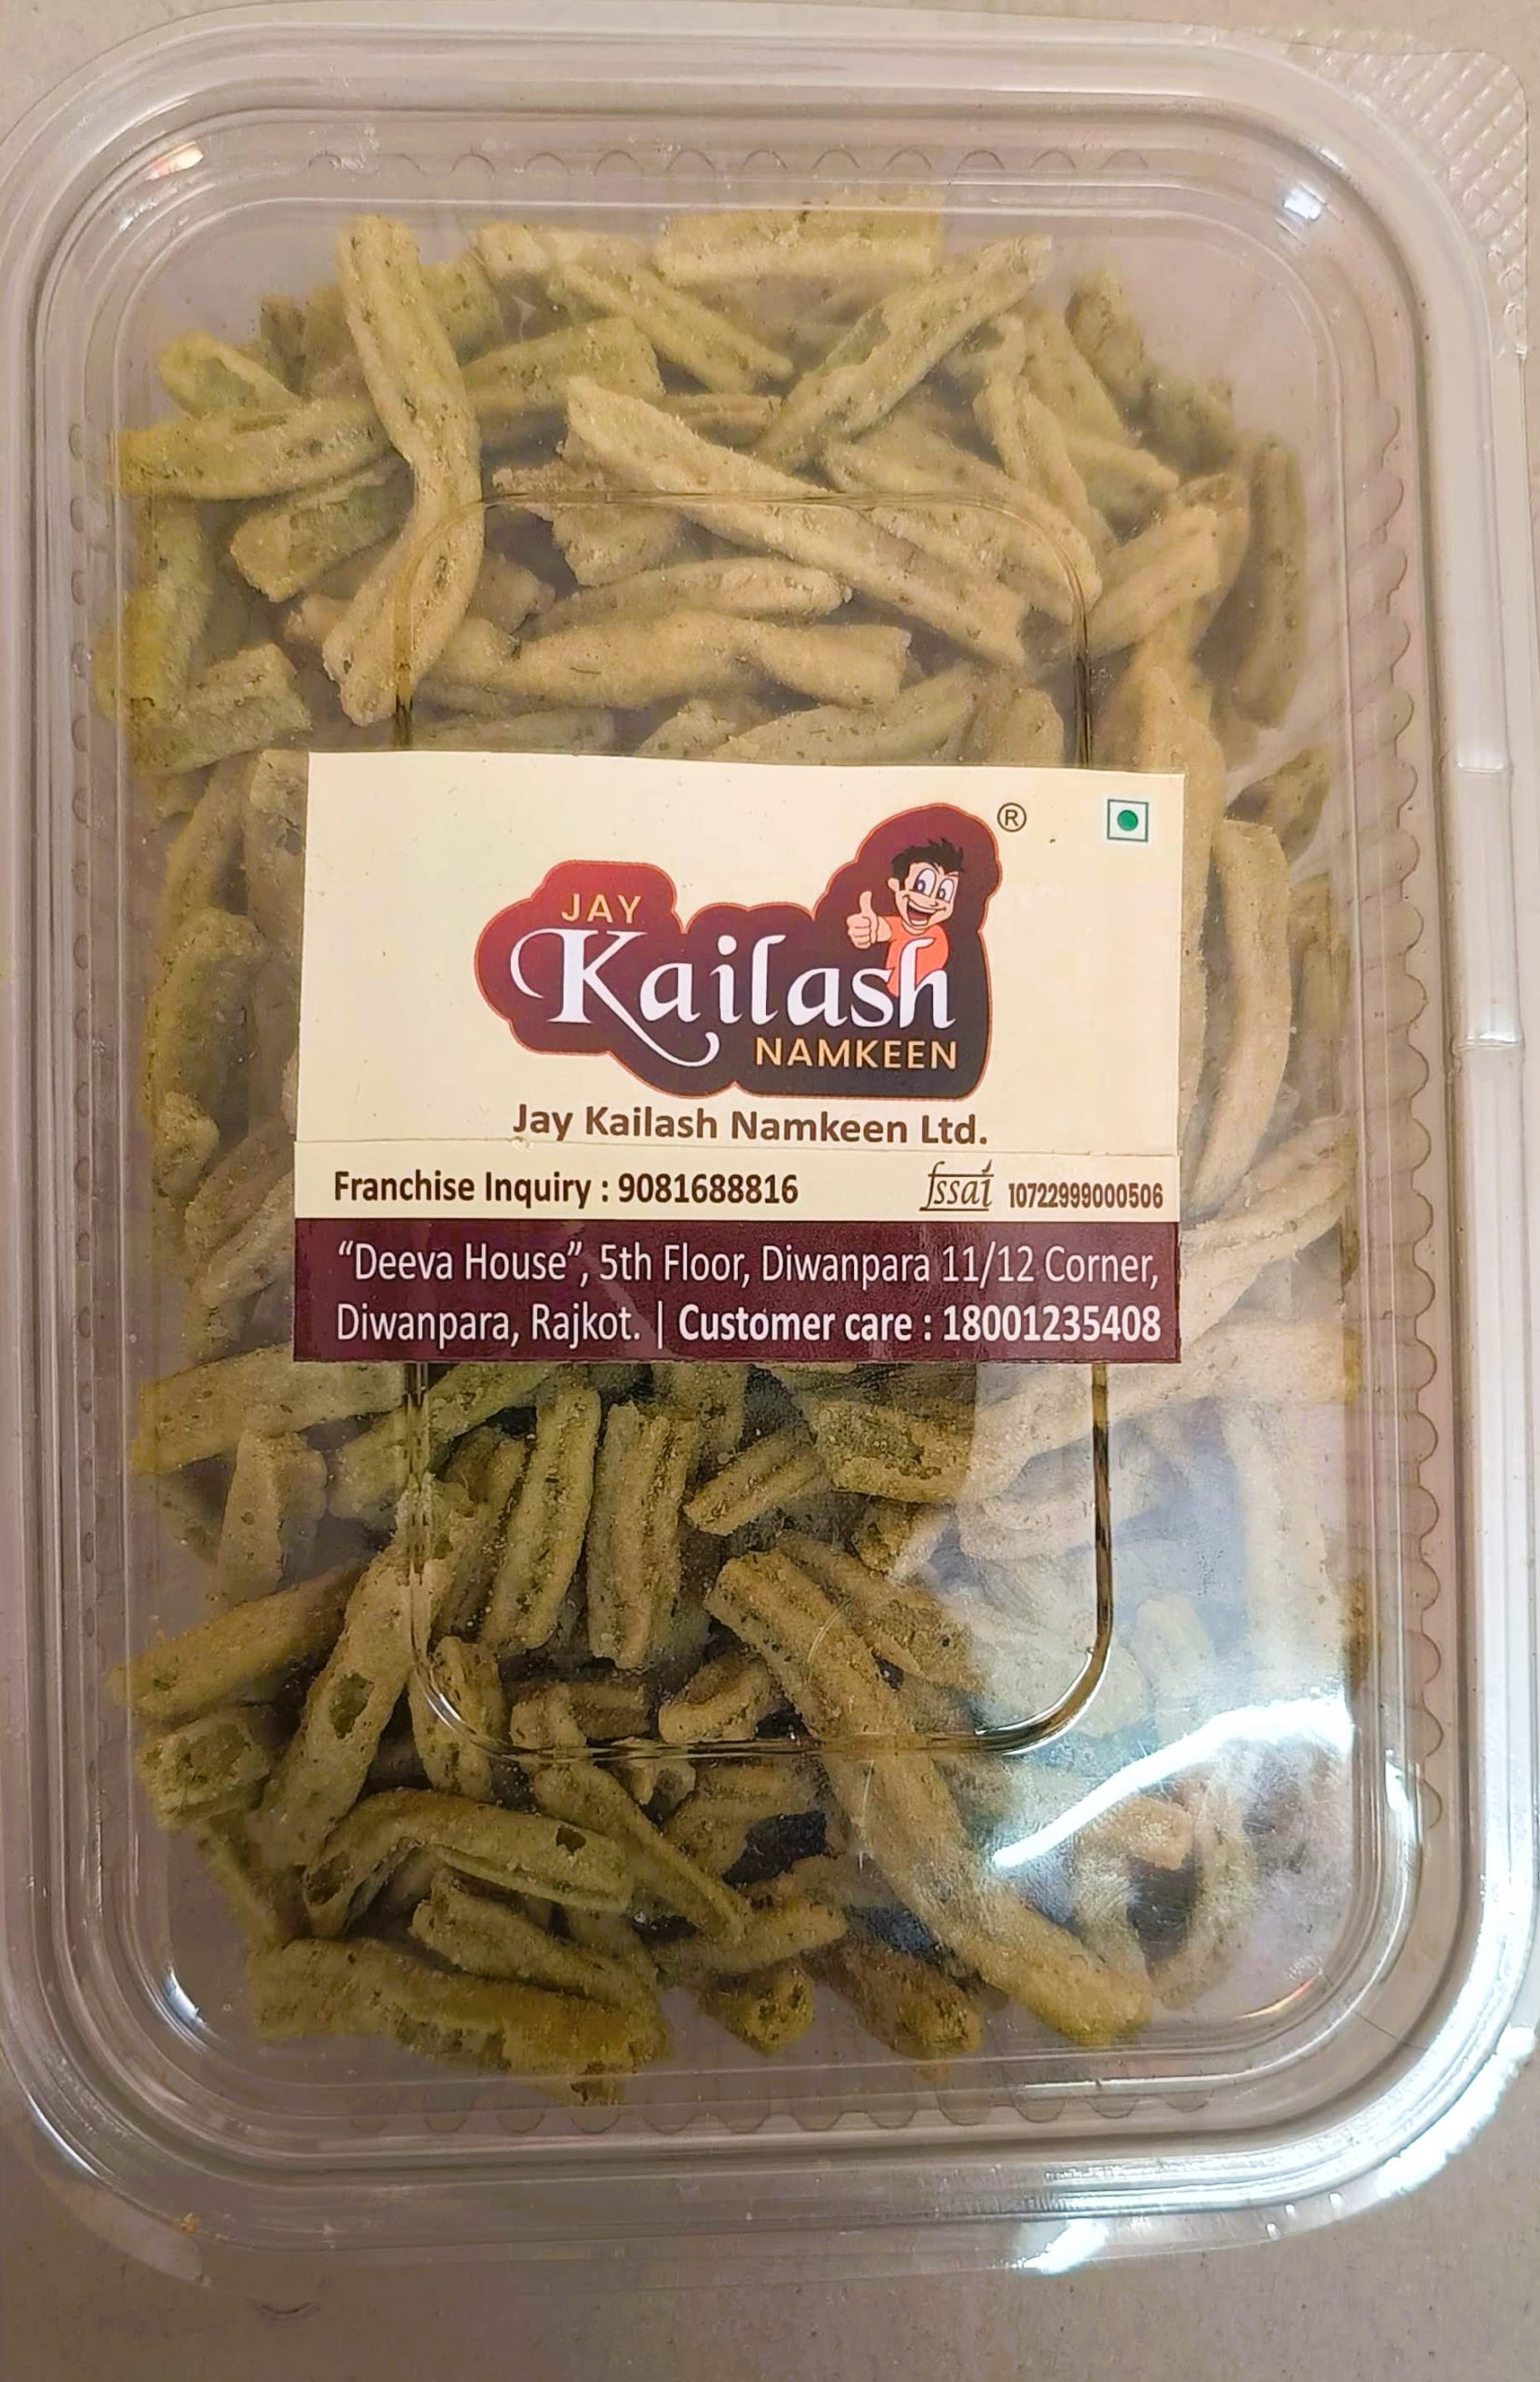 JAY
Kailash
NAMKEEN
®
Jay Kailash Namkeen Ltd.
Franchise Inquiry : 9081688816 fssai 10722999000506
“Deeva House”, 5th Floor, Diwanpara 11/12 Corner,
Diwanpara, Rajkot. | Customer care : 18001235408